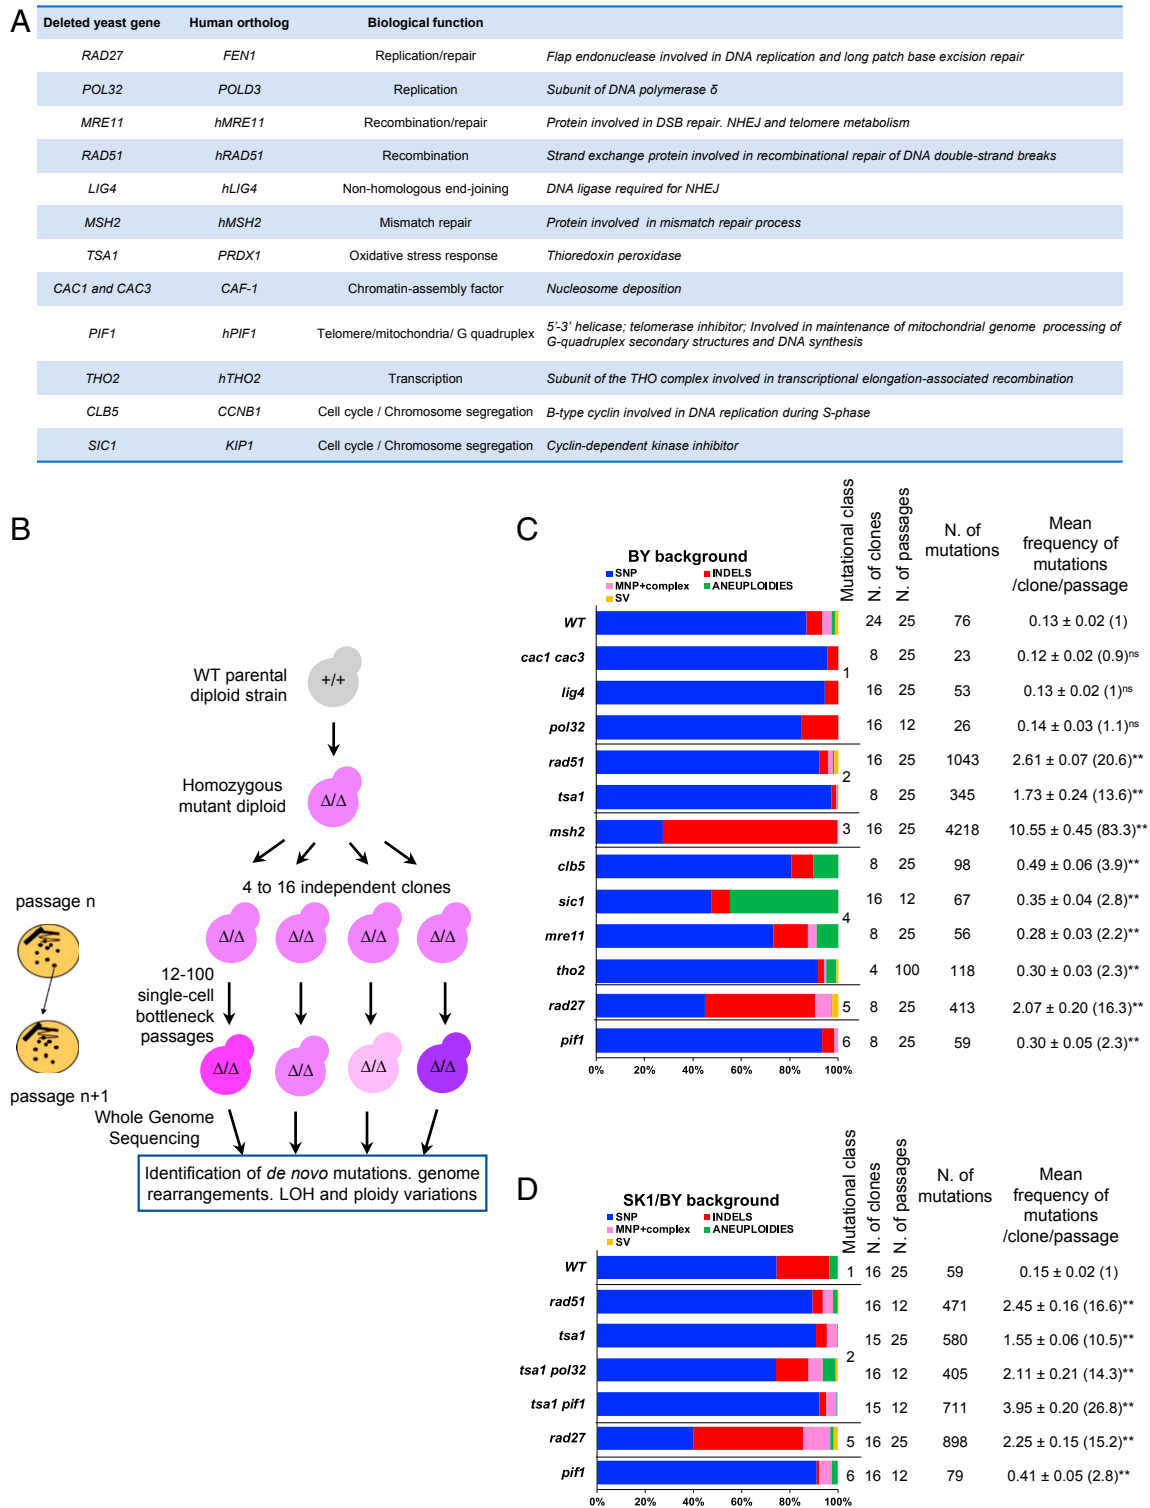 A
Deleted yeast gene Human ortholog Biological function
RAD27 FEN1 Replication/repair Flap endonuclease involved in DNA replication and long patch base excision repair
POL32 POLD3 Replication Subunit of DNA polymerase δ
MRE11 hMRE11 Recombination/repair Protein involved in DSB repair. NHEJ and telomere metabolism
RAD51 hRAD51 Recombination Strand exchange protein involved in recombinational repair of DNA double-strand breaks
LIG4 hLIG4 Non-homologous end-joining DNA ligase required for NHEJ
MSH2 hMSH2 Mismatch repair Protein involved in mismatch repair process
TSA1 PRDX1 Oxidative stress response Thioredoxin peroxidase
CAC1 and CAC3 CAF-1 Chromatin-assembly factor Nucleosome deposition
PIF1 hPIF1 Telomere/mitochondria/ G quadruplex 5'-3' helicase; telomerase inhibitor; Involved in maintenance of mitochondrial genome processing of
G-quadruplex secondary structures and DNA synthesis
THO2 hTHO2 Transcription Subunit of the THO complex involved in transcriptional elongation-associated recombination
CLB5 CCNB1 Cell cycle / Chromosome segregation B-type cyclin involved in DNA replication during S-phase
SIC1 KIP1 Cell cycle / Chromosome segregation Cyclin-dependent kinase inhibitor
B
WT parental
diploid strain
+/+
Homozygous
mutant diploid
Δ/Δ
4 to 16 independent clones
passage n
Δ/Δ Δ/Δ Δ/Δ Δ/Δ
12-100
single-cell
bottleneck
passages
Δ/Δ Δ/Δ Δ/Δ Δ/Δ
passage n+1
Whole Genome
Sequencing
Identification of de novo mutations. genome
rearrangements. LOH and ploidy variations
C
BY background
SNP INDELS
MNP+complex ANEUPLOIDIES
SV
Mutational class
N. of clones
N. of passages
N. of
mutations
Mean
frequency of
mutations
/clone/passage
WT 24 25 76 0.13 ± 0.02 (1)
cac1 cac3 8 25 23 0.12 ± 0.02 (0.9)ns
1
lig4 16 25 53 0.13 ± 0.02 (1)ns
pol32 16 12 26 0.14 ± 0.03 (1.1)ns
rad51 16 25 1043 2.61 ± 0.07 (20.6)**
2
tsa1 8 25 345 1.73 ± 0.24 (13.6)**
msh2 3 16 25 4218 10.55 ± 0.45 (83.3)**
clb5 8 25 98 0.49 ± 0.06 (3.9)**
sic1 16 12 67 0.35 ± 0.04 (2.8)**
4
mre11 8 25 56 0.28 ± 0.03 (2.2)**
tho2 4 100 118 0.30 ± 0.03 (2.3)**
rad27 5 8 25 413 2.07 ± 0.20 (16.3)**
pif1 6 8 25 59 0.30 ± 0.05 (2.3)**
0% 20% 40% 60% 80% 100%
D
SK1/BY background
SNP INDELS
MNP+complex ANEUPLOIDIES
SV
Mutational class
N. of clones
N. of passages
N. of
mutations
Mean
frequency of
mutations
/clone/passage
WT 1 16 25 59 0.15 ± 0.02 (1)
rad51 16 12 471 2.45 ± 0.16 (16.6)**
tsa1 15 25 580 1.55 ± 0.06 (10.5)**
2
tsa1 pol32 16 12 405 2.11 ± 0.21 (14.3)**
tsa1 pif1 15 12 711 3.95 ± 0.20 (26.8)**
rad27 5 16 25 898 2.25 ± 0.15 (15.2)**
pif1 6 16 12 79 0.41 ± 0.05 (2.8)**
0% 20% 40% 60% 80% 100%